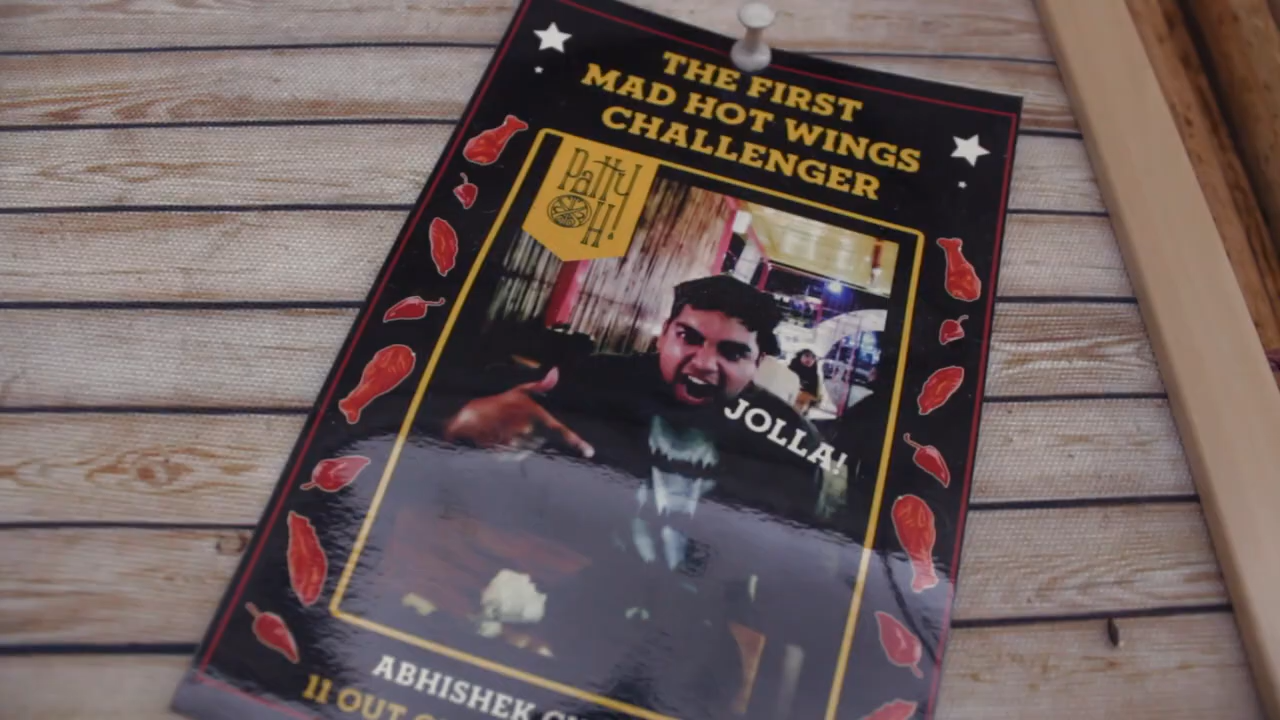 THE FIRST
MAD HOT WINGS
CHALLENGER
Patty
OH!
JOLLA!
ABHISHEK
11 OUT